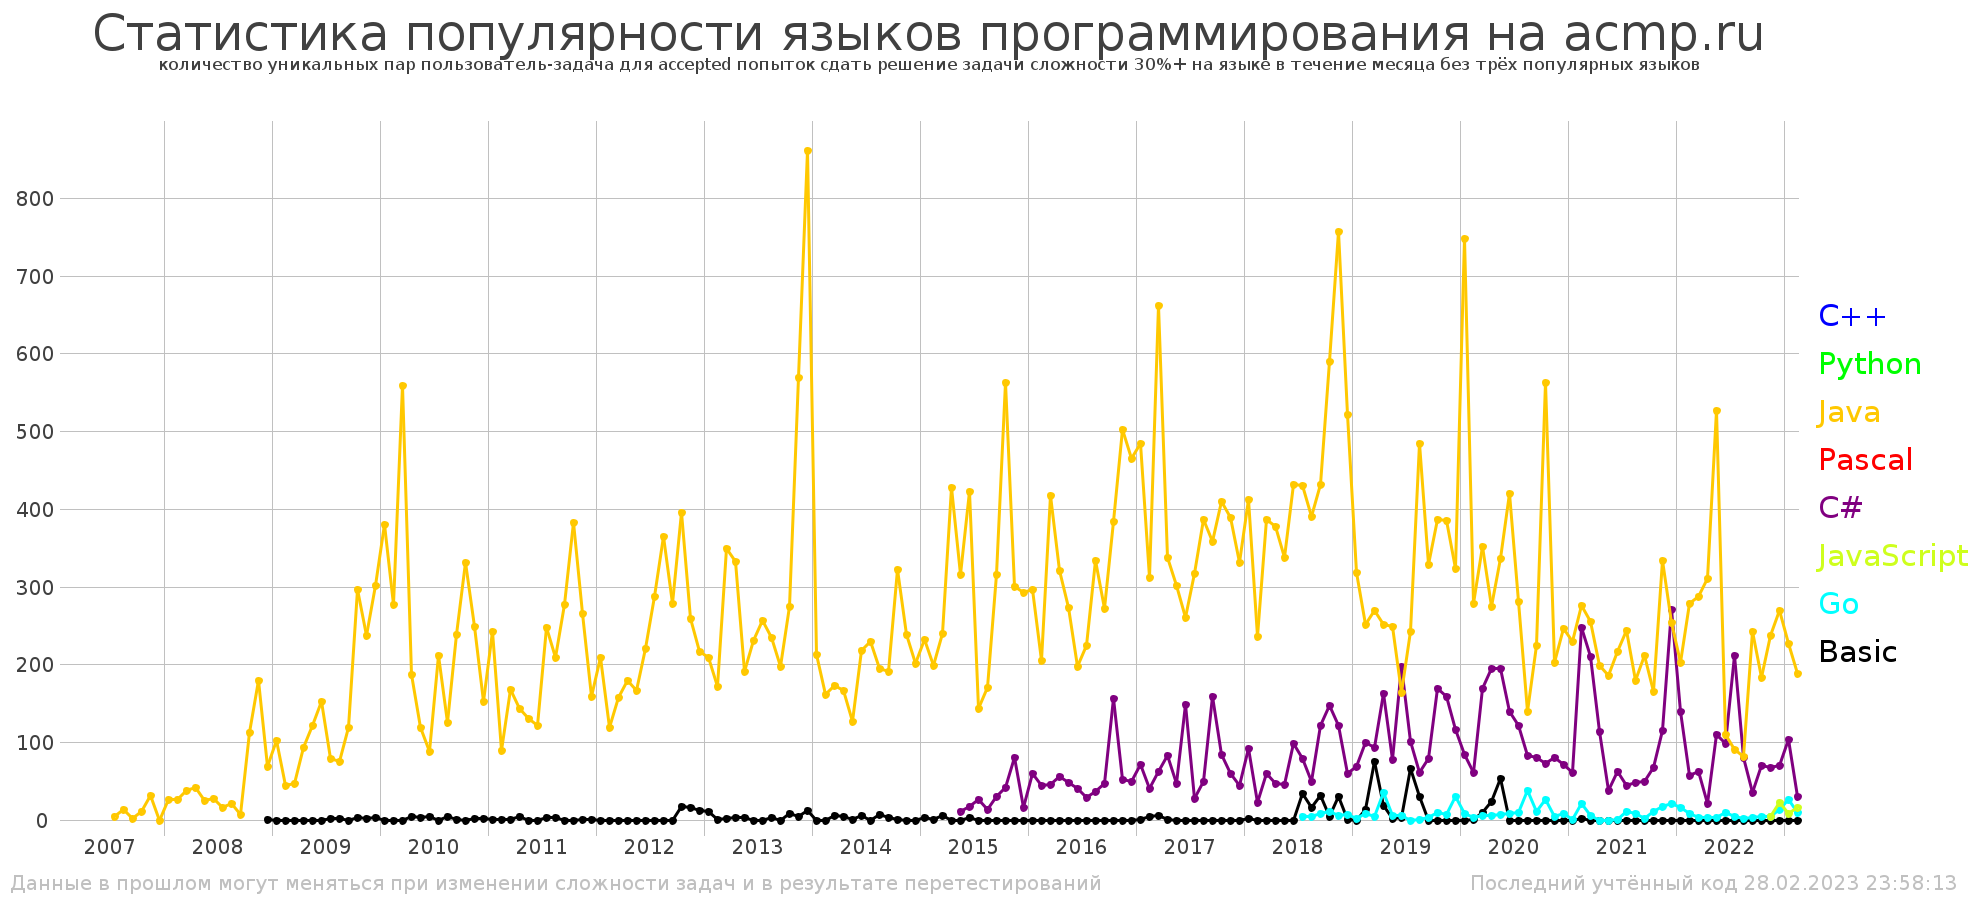 Статистика популярности языков программирования на acmp.ru
количество уникальных пар пользователь-задача для accepted попыток сдать решение задачи сложности 30%+ на языке в течение месяца без трёх популярных языков
800
700
600
500
400
300
200
100
0
C++
Python
Java
Pascal
C#
JavaScript
Go
Basic
2007 2008 2009 2010 2011 2012 2013 2014 2015 2016 2017 2018 2019 2020 2021 2022
Данные в прошлом могут меняться при изменении сложности задач и в результате перетестирований
Последний учтённый код 28.02.2023 23:58:13